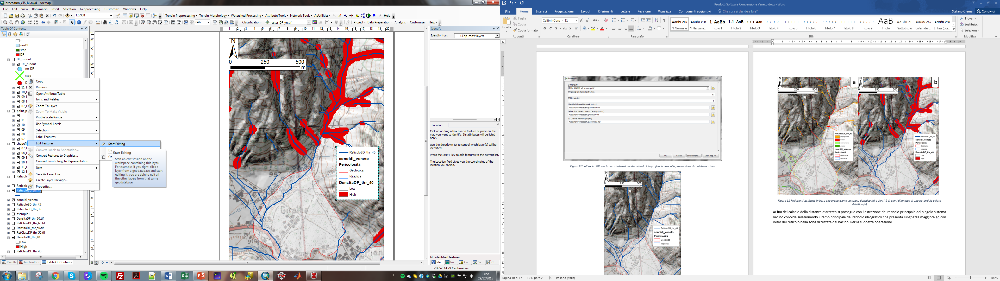 procedura_GIS_BL.mxd - ArcMap
File Edit View Bookmarks Insert Selection Geoprocessing Customize Windows Help
1:5,958
Terrain Preprocessing Terrain Morphology Watershed Processing Attribute Tools Network Tools ApUtilities Help
84%
Classification raster_DF_yn.tif
Project Data Preparation Analysis Customize Help
Table Of Contents
no-DF
stop
DF
DF_runout
DF_runout
no-DF
stop
11
10
09
08
07
Reticolo3D_thr_40
conoidi_veneto
Reticolo3D_thr_45
Reticolo3D_thr_35
esempio1
DensitaDF_thr_60.tif
RetClassDF_thr_60.tif
DensitaDF_thr_50.tif
RetClassDF_thr_50.tif
DensitaDF_thr_40
Low
High
RetClassDF_thr_40
Results ArcToolbox Table Of Contents
Copy
Remove
Open Attribute Table
Joins and Relates
Zoom To Layer
Zoom To Make Visible
Visible Scale Range
Use Symbol Levels
Selection
Label Features
Edit Features
Convert Labels to Annotation...
Convert Features to Graphics...
Convert Symbology to Representation...
Data
Save As Layer File...
Create Layer Package...
Properties...
Start Editing
Start Editing
Start an edit session on the
workspace containing this layer.
For example, if you right-click a
layer from a geodatabase and start
editing it, you are able to edit all
the other layers from that same
geodatabase.
N
0 250 500
m
Giralba
Reticolo3D_thr_40
conoidi_veneto
Pericolosità
Geologica
Idraulica
DensitaDF_thr_40
Low
High
Identify
Identify from: <Top-most layer>
Location:
Click on or drag a box over a feature or place on the
map you want to identify. Its attributes will be listed
here.
Use the dropdown list to control which layer(s) will be
identified.
Press the SHIFT key to add features to the current list.
The Location field gives you the coordinates of the
location you clicked.
No identified features
Ide... Im... Ca... Se... Cr...
-14.52 14.79 Centimeters
IT
14:55
22/12/2015
Prodotti Software Convenzione Veneto.docx - Word
File Home Inserisci Progettazione Layout Riferimenti Lettere Revisione Visualizza Componenti aggiuntivi Che cosa si desidera fare?
Stefano Crema Condividi
Incolla
Taglia
Copia
Copia formato
Appunti
Calibri (Corp 11
G C S abc
Carattere
Paragrafo
¶ Normale ¶ Nessuna... Titolo 1 Titolo 2 Titolo 3 Titolo 4 Titolo 5 Titolo 6 Titolo 7 Titolo 8 Titolo 9 Titolo Sottotitolo Enfasi deli... Enfasi (cor...
Stili
Trova
Sostituisci
Seleziona
Modifica
Procedura
DTM (input)
DEM_ANSIEI_all_uncompr.tif
Threshold for channel extraction
50
DTM resolution
5
Classified Channel Network (output)
%scratchWorkspace%\RetClassDF.tif
Debris Flow Initiation Points Density (output)
%scratchWorkspace%\DensitaDF.tif
3D Channel Network (output)
%scratchWorkspace%\Reticolo3D.shp
OK Cancel Environments... Show Help >>
Figura 9 Toolbox ArcGIS per la caratterizzazione del reticolo idrografico in base alla propensione da colata detritica
N
0 250 500
m
Reticolo3D_thr_40
conoidi_veneto
Pericolosità
Geologica
Idraulica
Giralba
N
0 250 500
m
a
RetClassDF_thr_40
propagazione
innesco
rallentamento
arresto
conoidi_veneto
Pericolosità
Geologica
Idraulica
N
0 250 500
m
b
Reticolo3D_thr_40
conoidi_veneto
Pericolosità
Geologica
Idraulica
DensitaDF_thr_40
Low
High
Figura 11 Reticolo classificato in base alla propensione da colata detritica (a) e densità di punti d'innesco di una potenziale colata
detritica (b)
Ai fini del calcolo della distanza d'arresto si prosegue con l'estrazione del reticolo principale del singolo sistema
bacino conoide selezionando il ramo principale del reticolo idrografico che presenta lunghezza maggiore ed con
inizio del reticolo nella zona di testata del bacino. Per la suddetta operazione
Pagina 10 di 17 1639 parole Italiano (Italia)
100%